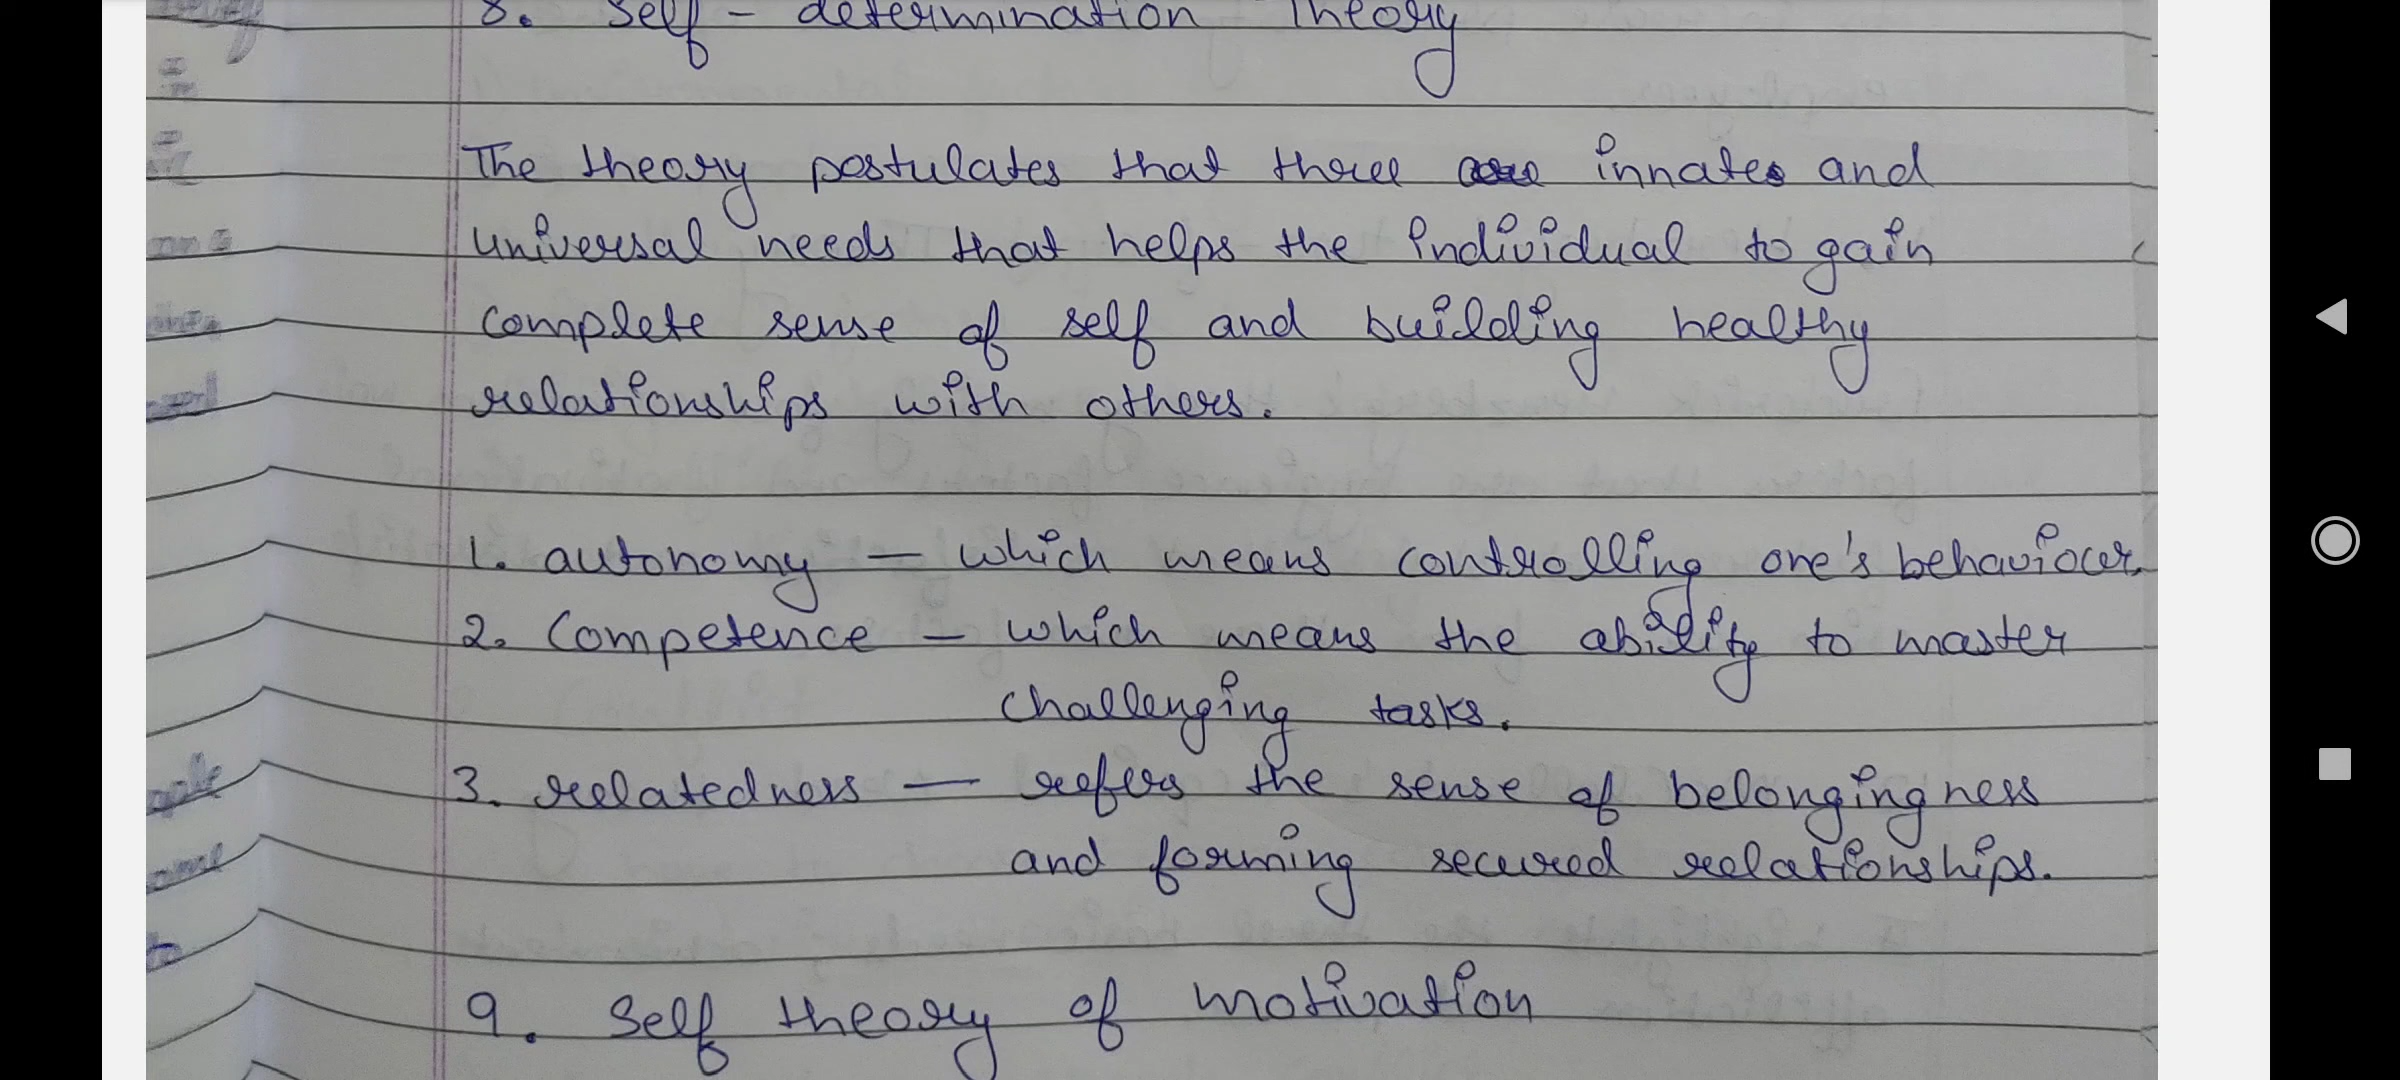 8. Self - determination Theory
The theory postulates that three innate and
universal needs that helps the individual to gain
complete sense of self and building healthy
relationships with others.
1. autonomy — which means controlling one's behaviour.
2. Competence — which means the ability to master
challenging tasks.
3. relatedness — refers the sense of belongingness
and forming secured relationships.
9. Self theory of motivation